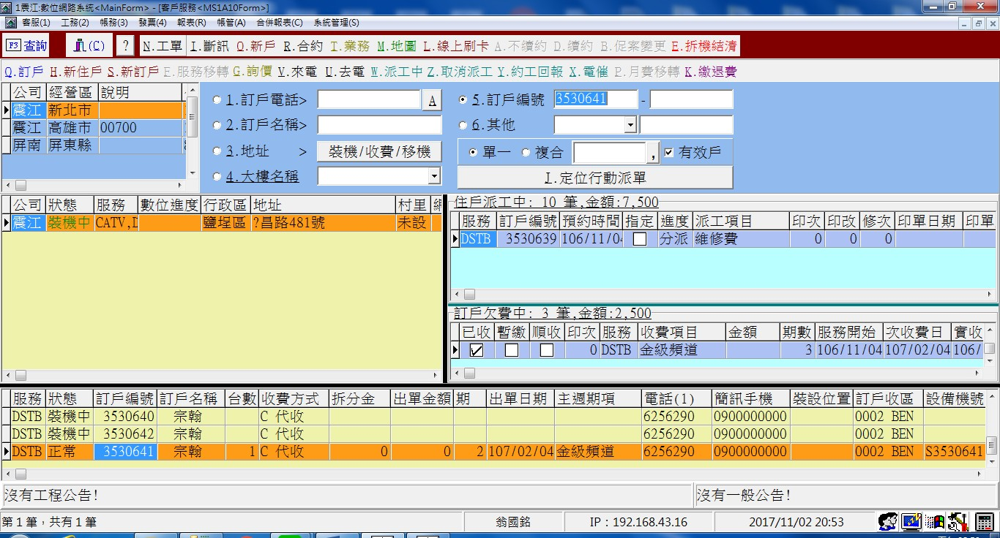 1震江:數位網路系統<MainForm> - [客戶服務<MS1A10Form>]
客服(1) 工務(2) 帳務(3) 發票(4) 報表(R) 帳管(A) 合併報表(C) 系統管理(S)
F3 查詢 (C) ? N.工單 I.斷訊 O.新戶 R.合約 T.業務 M.地圖 L.線上刷卡 A.不續約 D.續約 B.促案變更 E.拆機結清
Q.訂戶 H.新住戶 S.新訂戶 F.服務移轉 G.詢價 V.來電 U.去電 W.派工中 Z.取消派工 Y.約工回報 X.電催 P.月費移轉 K.繳退費
公司 經營區 說明
震江 新北市
震江 高雄市 00700
屏南 屏東縣
1.訂戶電話> A 5.訂戶編號 3530641 -
2.訂戶名稱> 6.其他
3.地址 > 裝機/收費/移機 單一 複合 , 有效戶
4.大樓名稱 J.定位行動派單
公司 狀態 服務 數位進度 行政區 地址 村里
震江 裝機中 CATV,D 鹽埕區 ?昌路481號 未設
住戶派工中: 10 筆,金額:7,500
服務 訂戶編號 預約時間 指定 進度 派工項目 印次 印改 修次 印單日期 印單
DSTB 3530639 106/11/04 分派 維修費 0 0 0
訂戶欠費中: 3 筆,金額:2,500
已收 暫繳 順收 印次 服務 收費項目 金額 期數 服務開始 次收費日 實收
0 DSTB 金級頻道 3 106/11/04 107/02/04 106/
服務 狀態 訂戶編號 訂戶名稱 台數 收費方式 拆分金 出單金額 期 出單日期 主週期項 電話(1) 簡訊手機 裝設位置 訂戶收區 設備機號
DSTB 裝機中 3530640 宗翰 C 代收 6256290 0900000000 0002 BEN
DSTB 裝機中 3530642 宗翰 C 代收 6256290 0900000000 0002 BEN
DSTB 正常 3530641 宗翰 1 C 代收 0 0 2 107/02/04 金級頻道 6256290 0900000000 0002 BEN S3530641
沒有工程公告! 沒有一般公告!
第 1 筆，共有 1 筆 翁國銘 IP：192.168.43.16 2017/11/02 20:53